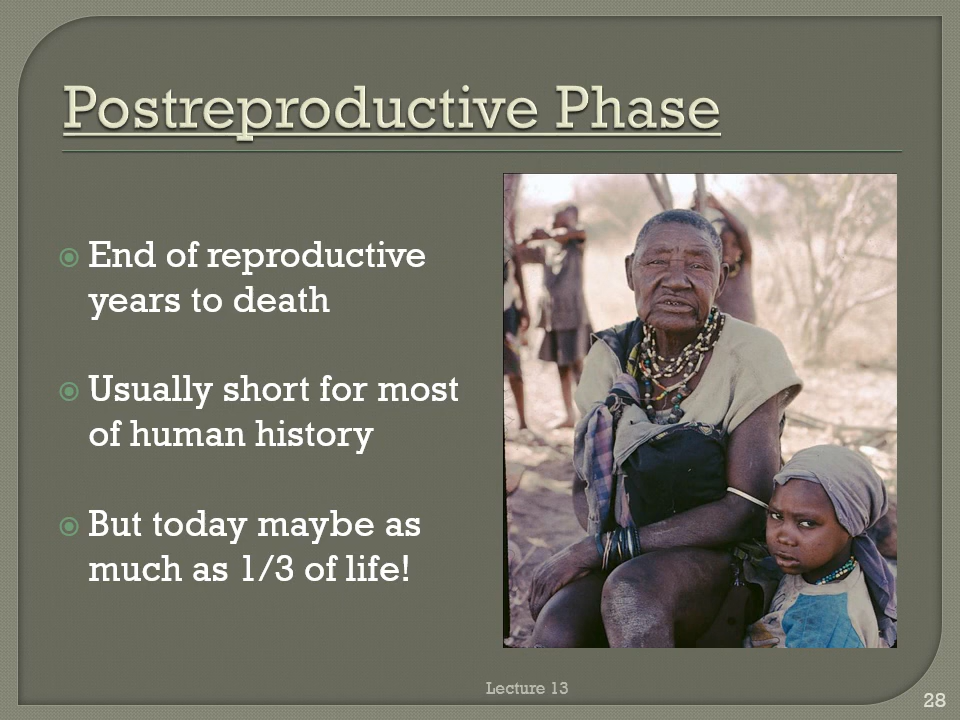 Postreproductive Phase
End of reproductive
years to death
Usually short for most
of human history
But today maybe as
much as 1/3 of life!
Lecture 13
28